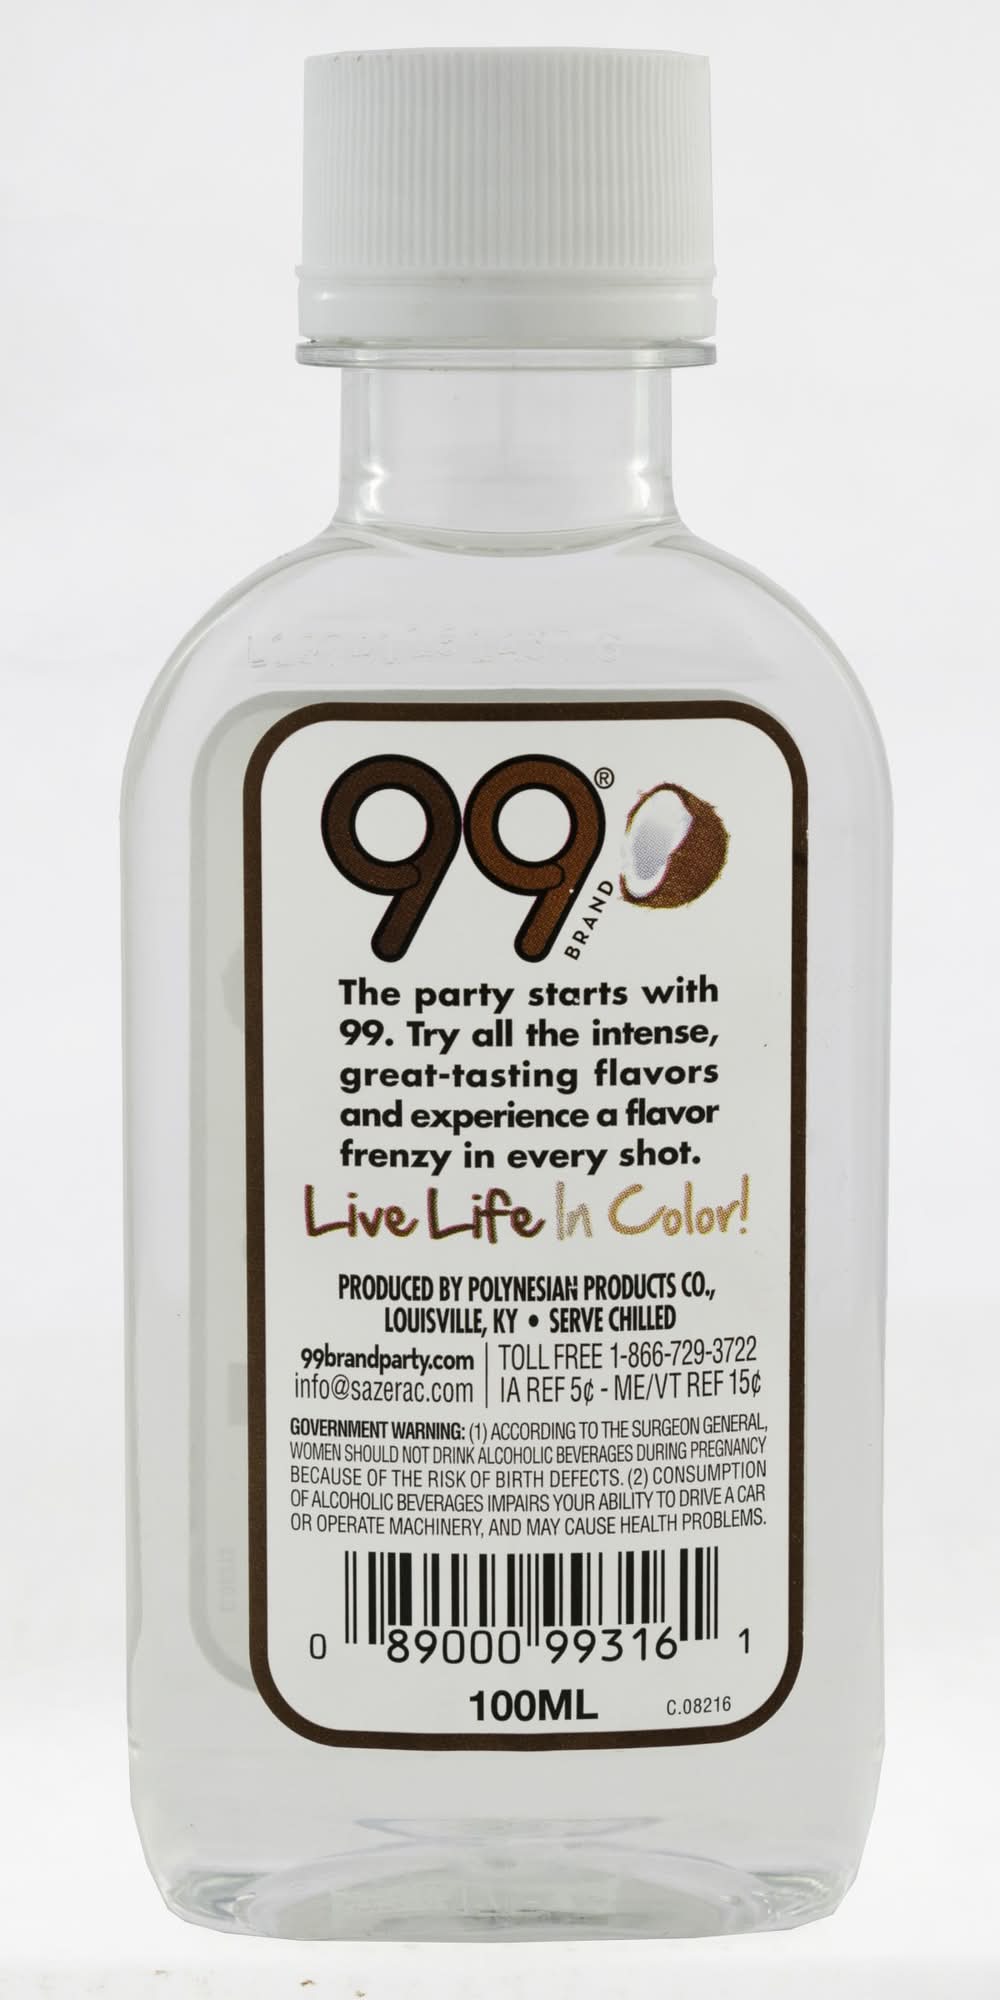 99® BRAND
The party starts with
99. Try all the intense,
great-tasting flavors
and experience a flavor
frenzy in every shot.
Live Life In Color!
PRODUCED BY POLYNESIAN PRODUCTS CO.,
LOUISVILLE, KY • SERVE CHILLED
99brandparty.com | TOLL FREE 1-866-729-3722
info@sazerac.com | IA REF 5¢ - ME/VT REF 15¢
GOVERNMENT WARNING: (1) ACCORDING TO THE SURGEON GENERAL,
WOMEN SHOULD NOT DRINK ALCOHOLIC BEVERAGES DURING PREGNANCY
BECAUSE OF THE RISK OF BIRTH DEFECTS. (2) CONSUMPTION
OF ALCOHOLIC BEVERAGES IMPAIRS YOUR ABILITY TO DRIVE A CAR
OR OPERATE MACHINERY, AND MAY CAUSE HEALTH PROBLEMS.
0 89000 99316 1
100ML C.08216